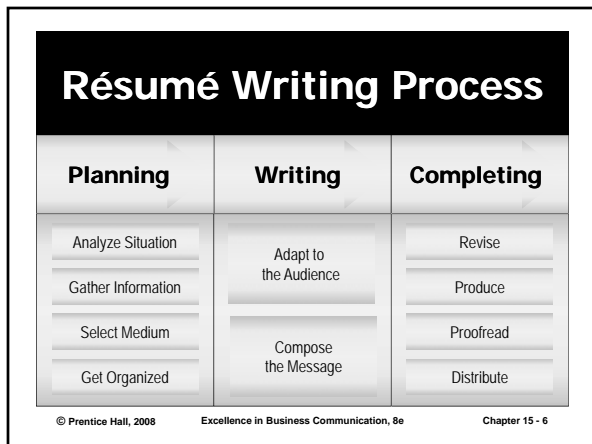 Résumé Writing Process
Planning
Writing
Completing
Analyze Situation
Gather Information
Select Medium
Get Organized
Adapt to
the Audience
Compose
the Message
Revise
Produce
Proofread
Distribute
© Prentice Hall, 2008 Excellence in Business Communication, 8e Chapter 15 - 6